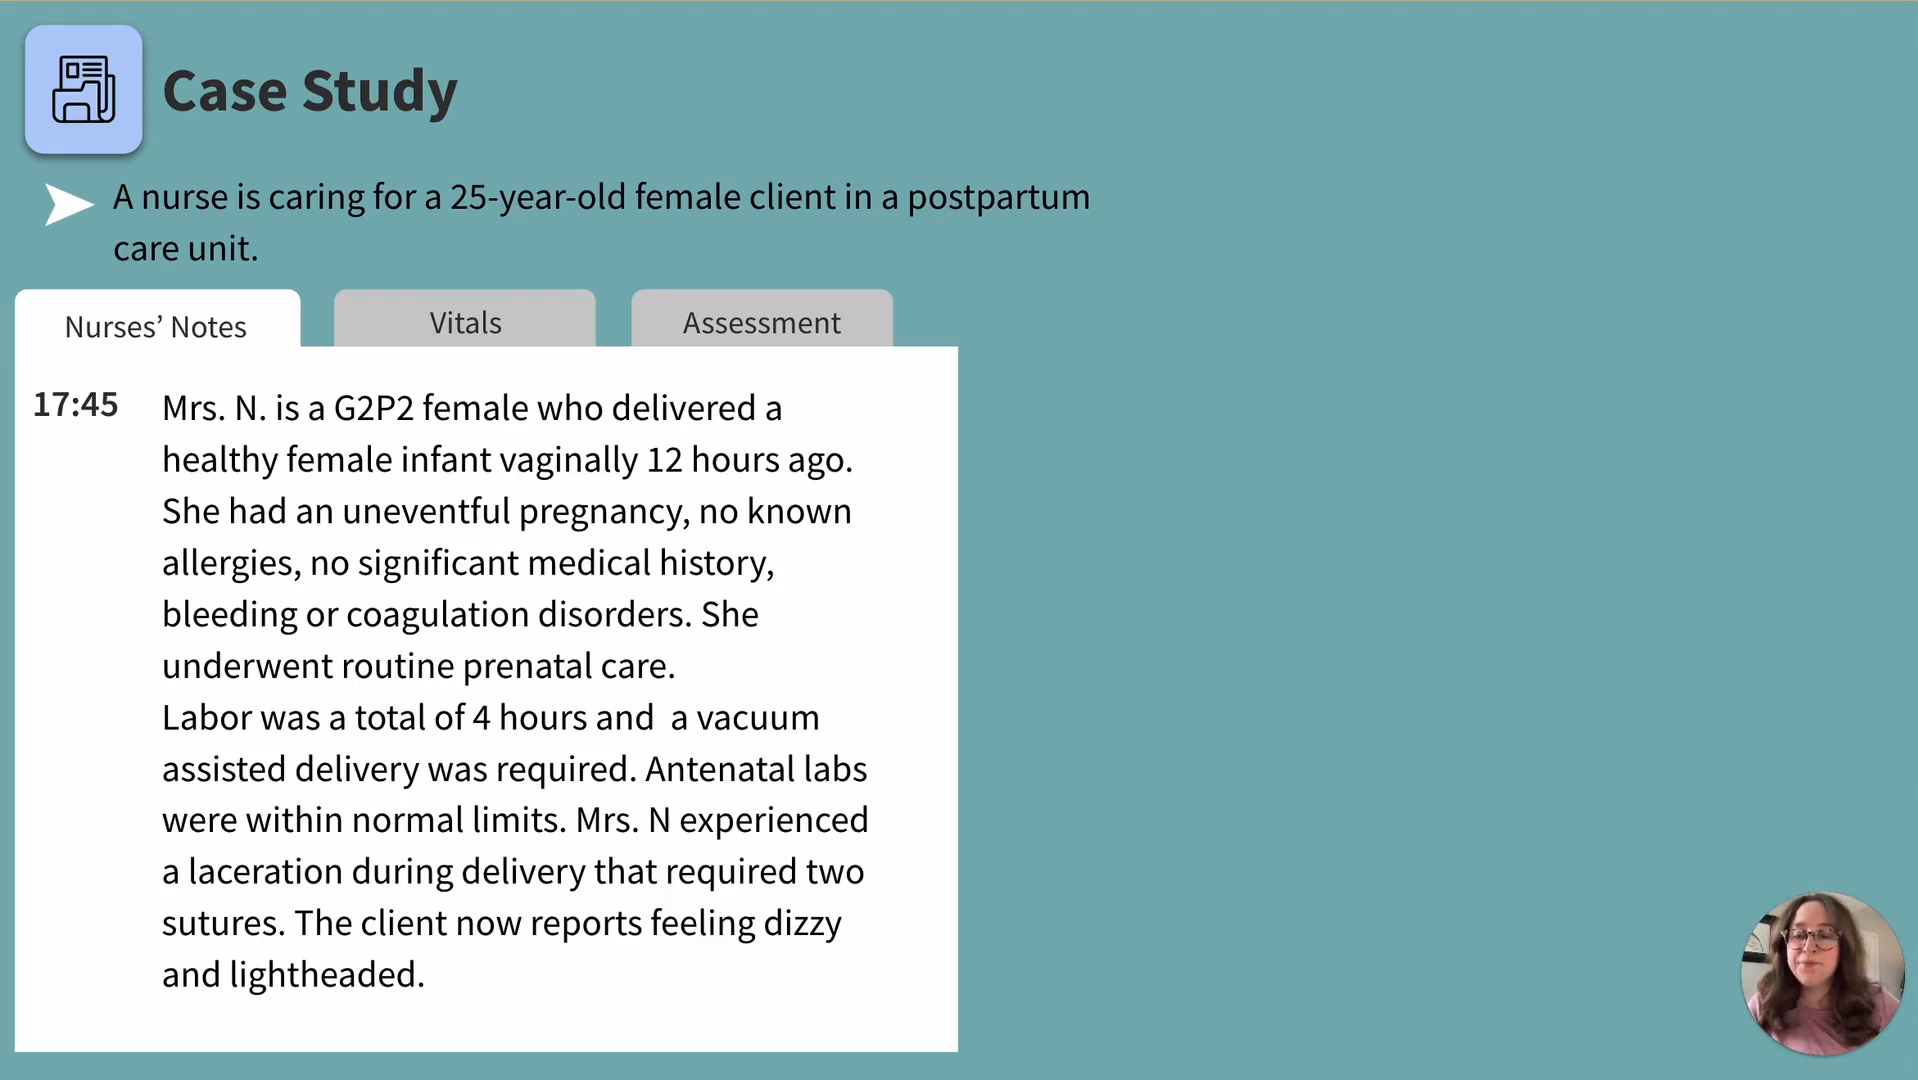 Case Study
A nurse is caring for a 25-year-old female client in a postpartum
care unit.
Nurses’ Notes
Vitals
Assessment
17:45
Mrs. N. is a G2P2 female who delivered a
healthy female infant vaginally 12 hours ago.
She had an uneventful pregnancy, no known
allergies, no significant medical history,
bleeding or coagulation disorders. She
underwent routine prenatal care.
Labor was a total of 4 hours and  a vacuum
assisted delivery was required. Antenatal labs
were within normal limits. Mrs. N experienced
a laceration during delivery that required two
sutures. The client now reports feeling dizzy
and lightheaded.